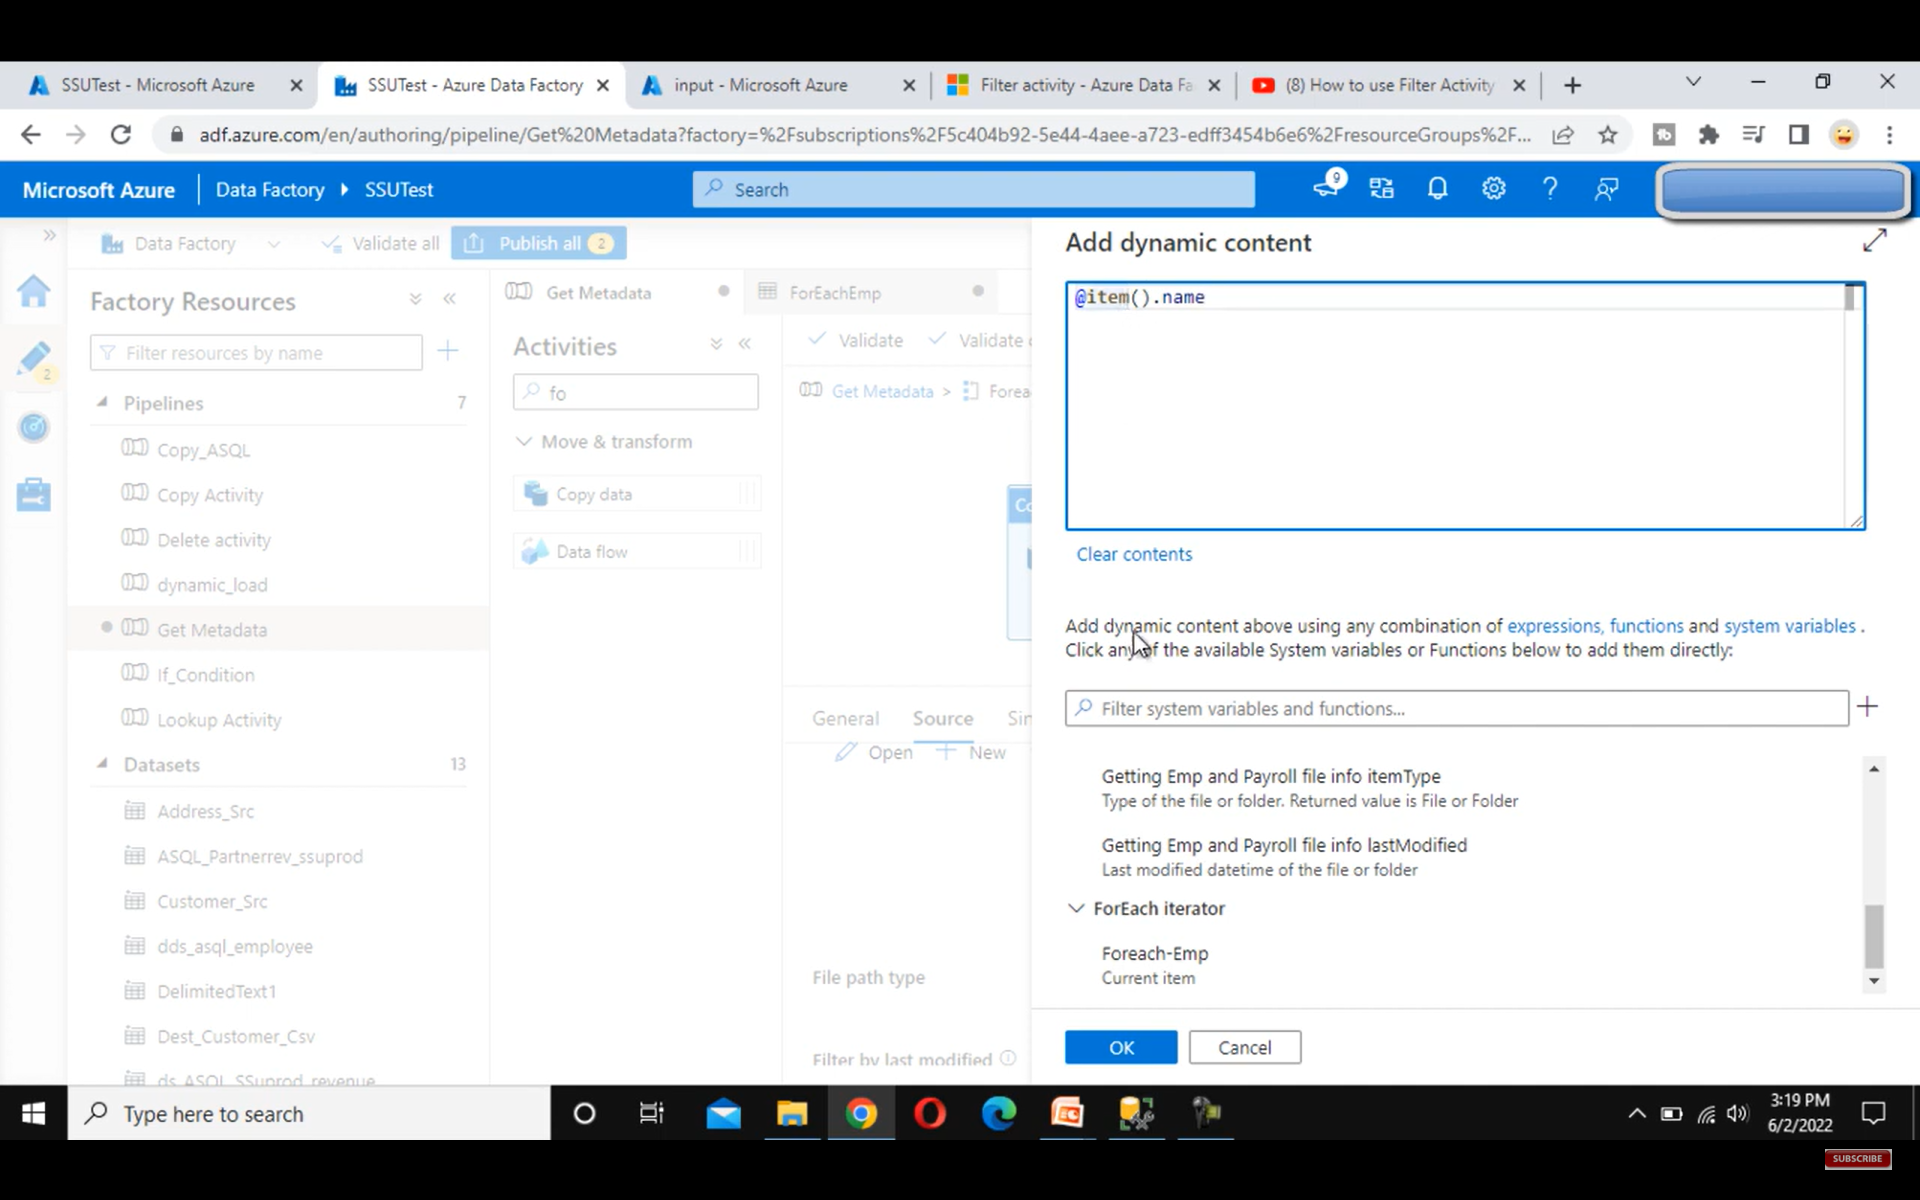 SSUTest - Microsoft Azure
SSUTest - Azure Data Factory
input - Microsoft Azure
Filter activity - Azure Data Fa
(8) How to use Filter Activity
adf.azure.com/en/authoring/pipeline/Get%20Metadata?factory=%2Fsubscriptions%2F5c404b92-5e44-4aee-a723-edff3454b6e6%2FresourceGroups%2F...
Microsoft Azure
Data Factory
SSUTest
Search
9
Data Factory
Validate all
Publish all 2
Factory Resources
Filter resources by name
2
Pipelines 7
Copy_ASQL
Copy Activity
Delete activity
dynamic_load
Get Metadata
If_Condition
Lookup Activity
Datasets 13
Address_Src
ASQL_Partnerrev_ssuprod
Customer_Src
dds_asql_employee
DelimitedText1
Dest_Customer_Csv
ds_ASQL_SSuprod_revenue
Get Metadata
ForEachEmp
Activities
fo
Move & transform
Copy data
Data flow
Validate
Validate
Get Metadata >
Forea
Co
General
Source
Sin
Open
New
File path type
Filter by last modified
Add dynamic content
@item().name
Clear contents
Add dynamic content above using any combination of expressions, functions and system variables .
Click any of the available System variables or Functions below to add them directly:
Filter system variables and functions...
Getting Emp and Payroll file info itemType
Type of the file or folder. Returned value is File or Folder
Getting Emp and Payroll file info lastModified
Last modified datetime of the file or folder
ForEach iterator
Foreach-Emp
Current item
OK
Cancel
Type here to search
3:19 PM
6/2/2022
SUBSCRIBE